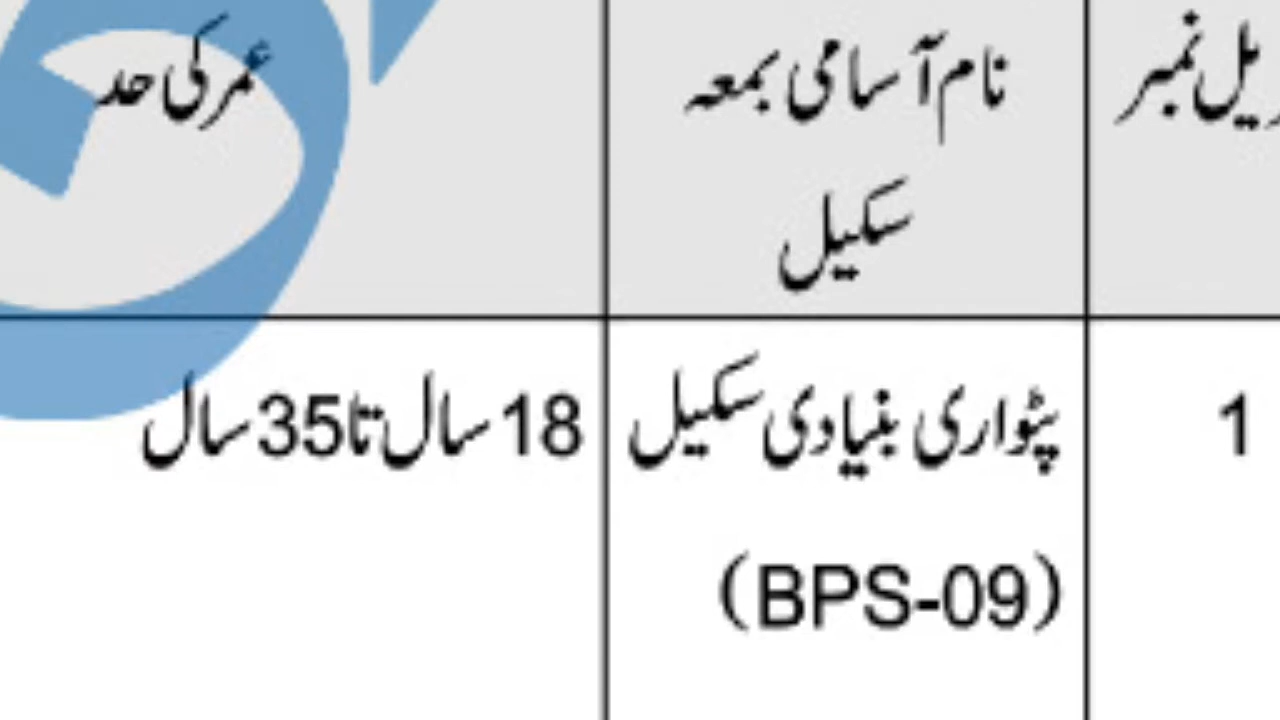 نمبر
نام آسامی بمعہ
سکیل
عمر کی حد
1
پٹواری بنیادی سکیل
(BPS-09)
18 سال تا 35 سال